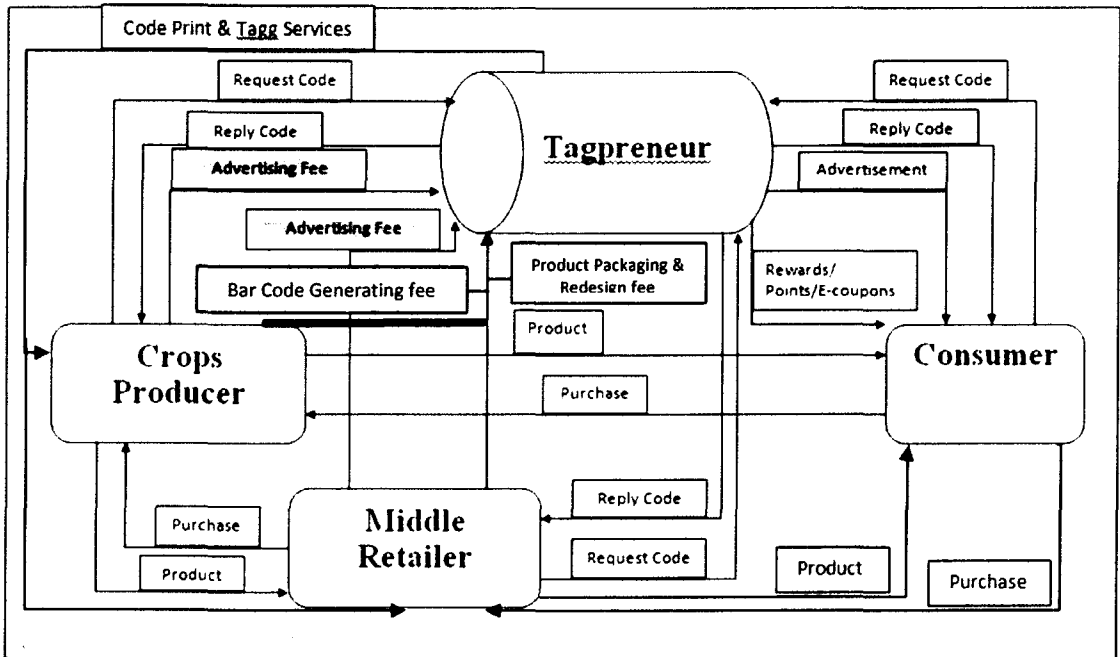 Code Print & Tagg Services
Request Code
Request Code
Reply Code
Reply Code
Tagpreneur
Advertising Fee
Advertisement
Advertising Fee
Product Packaging &
Redesign fee
Rewards/
Points/E-coupons
Bar Code Generating fee
Product
Crops
Producer
Consumer
Purchase
Reply Code
Middle
Retailer
Purchase
Request Code
Product
Product
Purchase